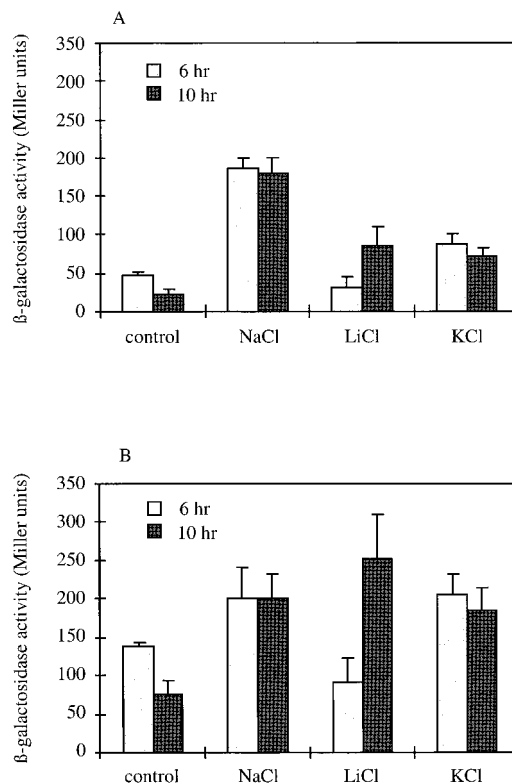 A
ß-galactosidase activity (Miller units)
350
300
250
200
150
100
50
0
6 hr
10 hr
control NaCl LiCl KCl
B
ß-galactosidase activity (Miller units)
350
300
250
200
150
100
50
0
6 hr
10 hr
control NaCl LiCl KCl